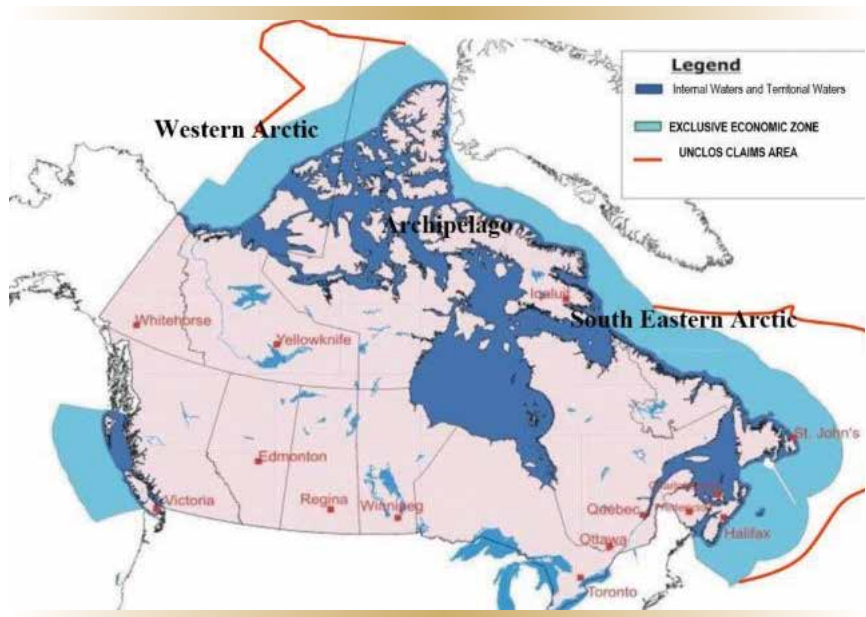 Legend
Internal Waters and Territorial Waters
EXCLUSIVE ECONOMIC ZONE
UNCLOS CLAIMS AREA
Western Arctic
Archipelago
Iqaluit
South Eastern Arctic
Whitehorse
Yellowknife
St. John's
Edmonton
Victoria
Regina
Winnipeg
Québec
Halifax
Ottawa
Toronto